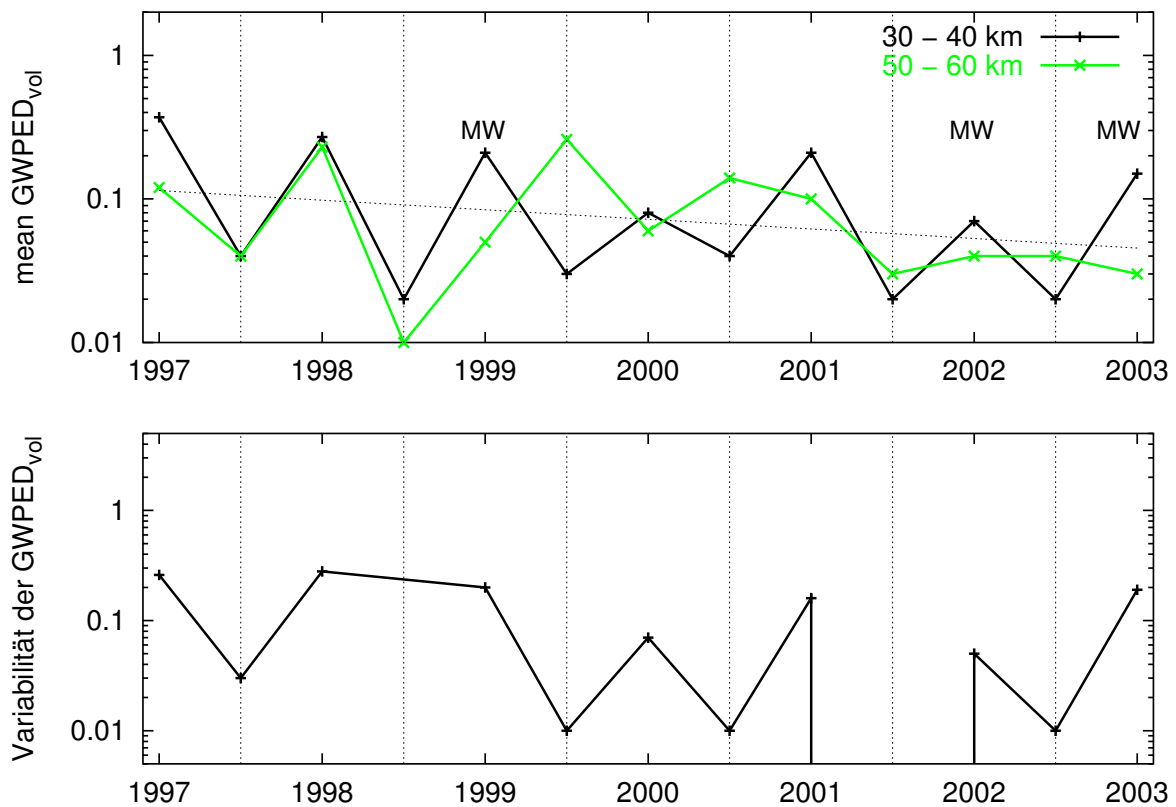 30 − 40 km
50 − 60 km
mean GWPED_vol
1
0.1
0.01
MW
MW
MW
1997 1998 1999 2000 2001 2002 2003
Variabilität der GWPED_vol
1
0.1
0.01
1997 1998 1999 2000 2001 2002 2003